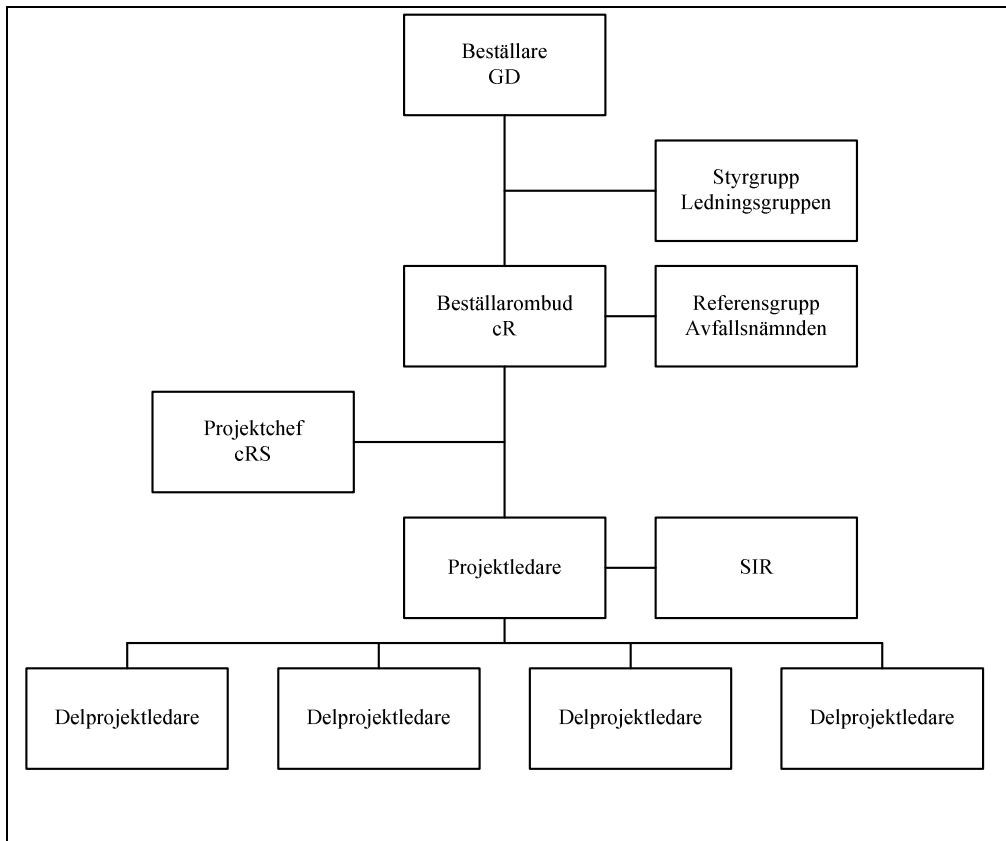 Beställare
GD
Styrgrupp
Ledningsgruppen
Beställarombud
cR
Referensgrupp
Avfallsnämnden
Projektchef
cRS
Projektledare
SIR
Delprojektledare
Delprojektledare
Delprojektledare
Delprojektledare